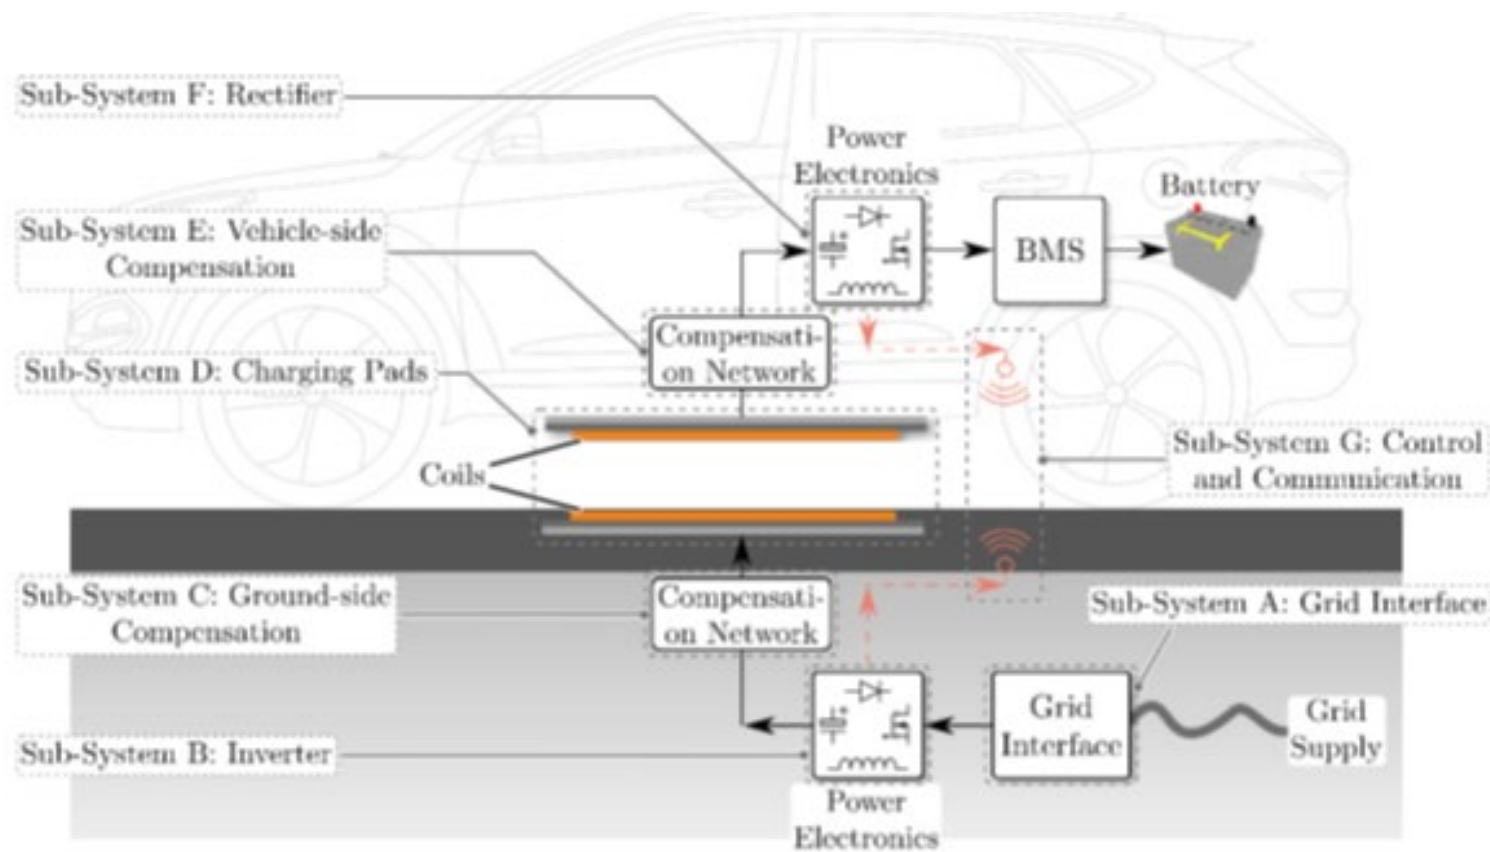 Sub-System F: Rectifier
Power
Electronics
Battery
BMS
Sub-System E: Vehicle-side
Compensation
Compensati-
on Network
Sub-System D: Charging Pads
Coils
Sub-System G: Control
and Communication
Sub-System C: Ground-side
Compensation
Compensati-
on Network
Sub-System A: Grid Interface
Grid
Interface
Grid
Supply
Sub-System B: Inverter
Power
Electronics